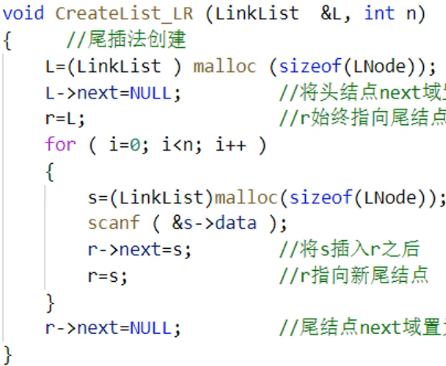 void CreateList_LR (LinkList &L, int n)
{ //尾插法创建
L=(LinkList ) malloc (sizeof(LNode));
L->next=NULL; //将头结点next域
r=L; //r始终指向尾结点
for ( i=0; i<n; i++ )
{
s=(LinkList)malloc(sizeof(LNode));
scanf ( &s->data );
r->next=s; //将s插入r之后
r=s; //r指向新尾结点
}
r->next=NULL; //尾结点next域置
}